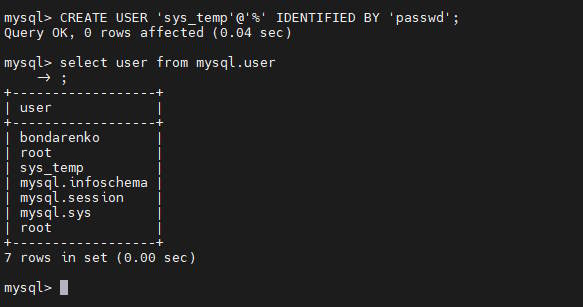 mysql> CREATE USER 'sys_temp'@'%' IDENTIFIED BY 'passwd';
Query OK, 0 rows affected (0.04 sec)
mysql> select user from mysql.user
    -> ;
+------------------+
| user             |
+------------------+
| bondarenko       |
| root             |
| sys_temp         |
| mysql.infoschema |
| mysql.session    |
| mysql.sys        |
| root             |
+------------------+
7 rows in set (0.00 sec)
mysql>